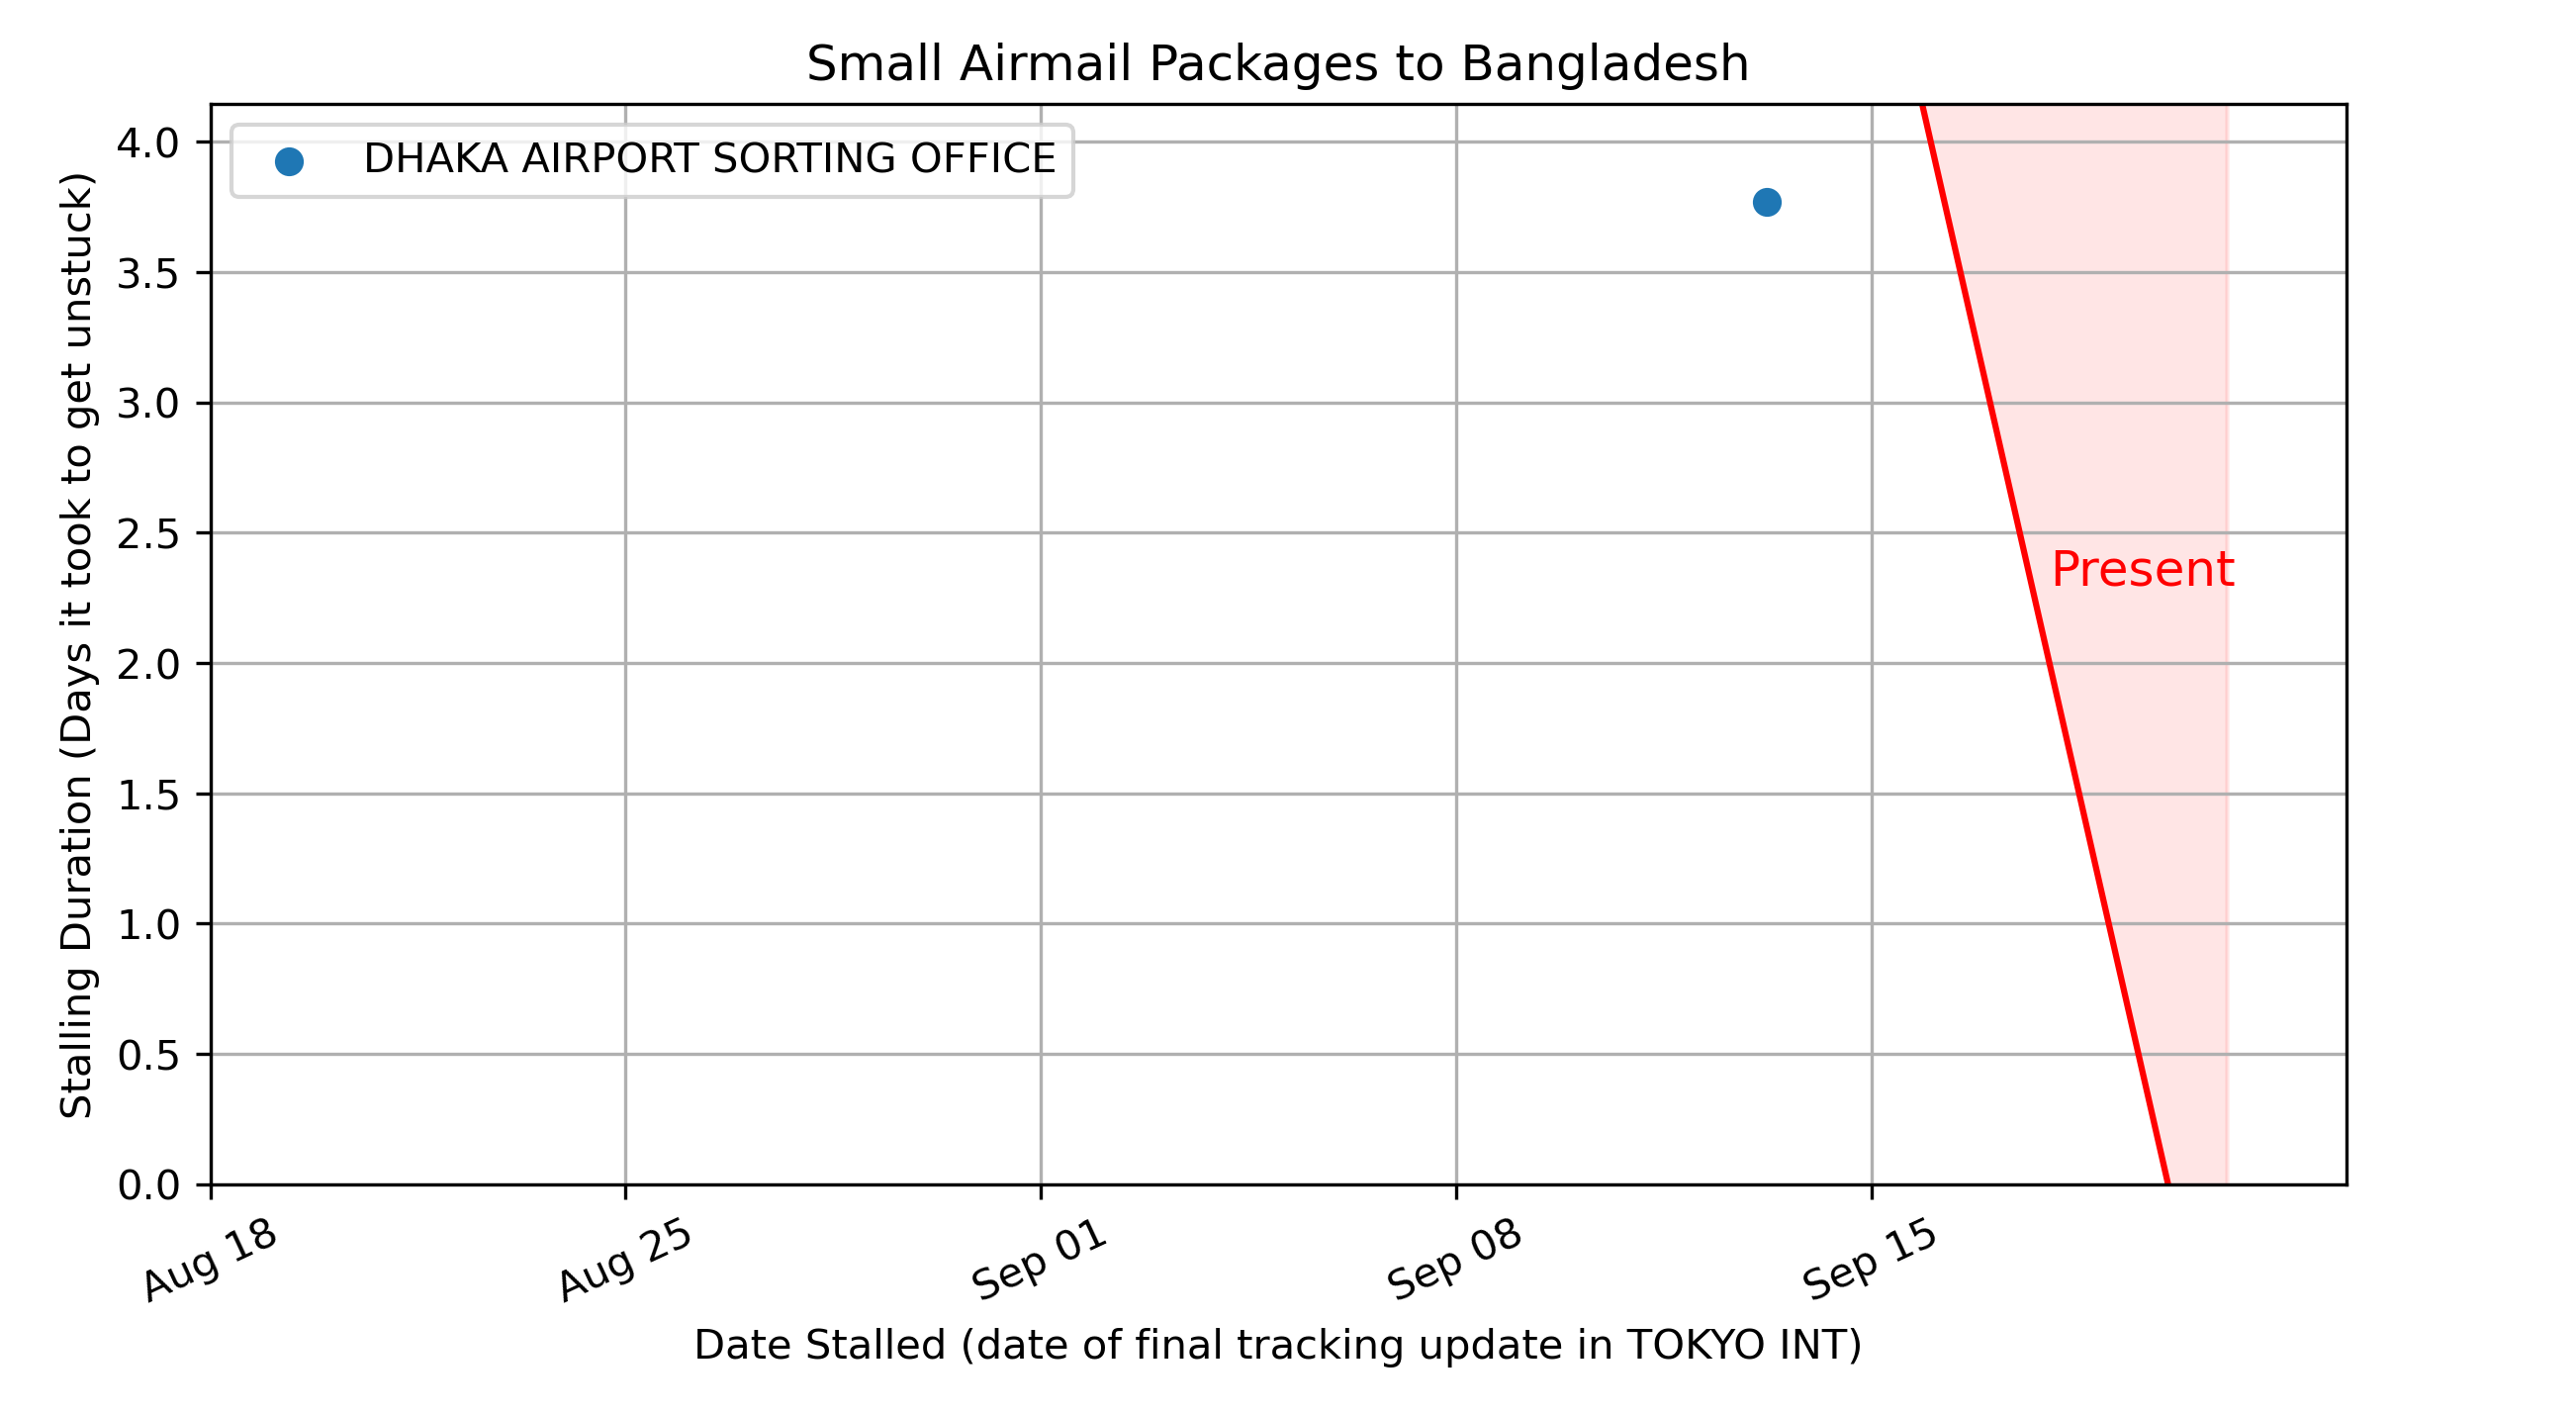 Small Airmail Packages to Bangladesh
DHAKA AIRPORT SORTING OFFICE
Stalling Duration (Days it took to get unstuck)
4.0
3.5
3.0
2.5
2.0
1.5
1.0
0.5
0.0
Present
Aug 18
Aug 25
Sep 01
Sep 08
Sep 15
Date Stalled (date of final tracking update in TOKYO INT)